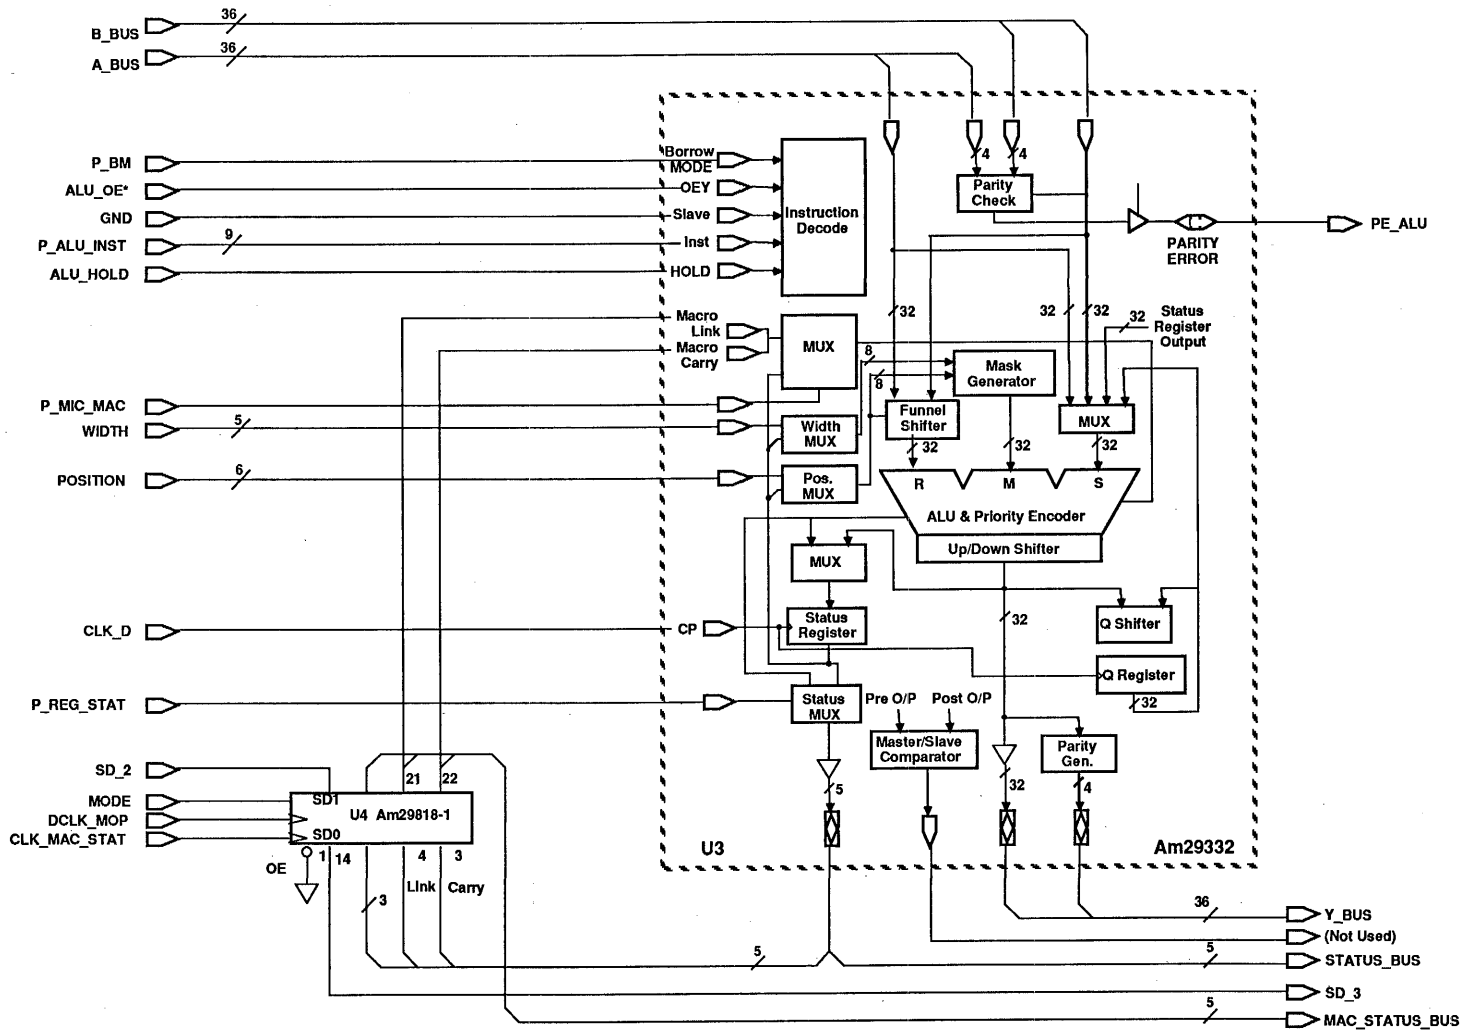 B_BUS
36
A_BUS
36
4
4
P_BM
Borrow
MODE
ALU_OE*
OEY
GND
Slave
P_ALU_INST
9
Inst
ALU_HOLD
HOLD
Instruction
Decode
Parity
Check
PARITY
ERROR
PE_ALU
32
32
32
32
Status
Register
Output
Macro
Link
Macro
Carry
MUX
8
8
Mask
Generator
P_MIC_MAC
WIDTH
5
Width
MUX
Funnel
Shifter
MUX
32
32
32
POSITION
6
Pos.
MUX
R
M
S
ALU & Priority Encoder
Up/Down Shifter
MUX
CLK_D
CP
Status
Register
32
Q Shifter
Q Register
32
P_REG_STAT
Status
MUX
Pre O/P
Post O/P
Master/Slave
Comparator
Parity
Gen.
SD_2
21
22
5
32
4
MODE
DCLK_MOP
CLK_MAC_STAT
SD1
U4 Am29818-1
SD0
OE
1
14
4
3
Link
Carry
3
U3
Am29332
36
Y_BUS
(Not Used)
5
5
STATUS_BUS
SD_3
5
MAC_STATUS_BUS